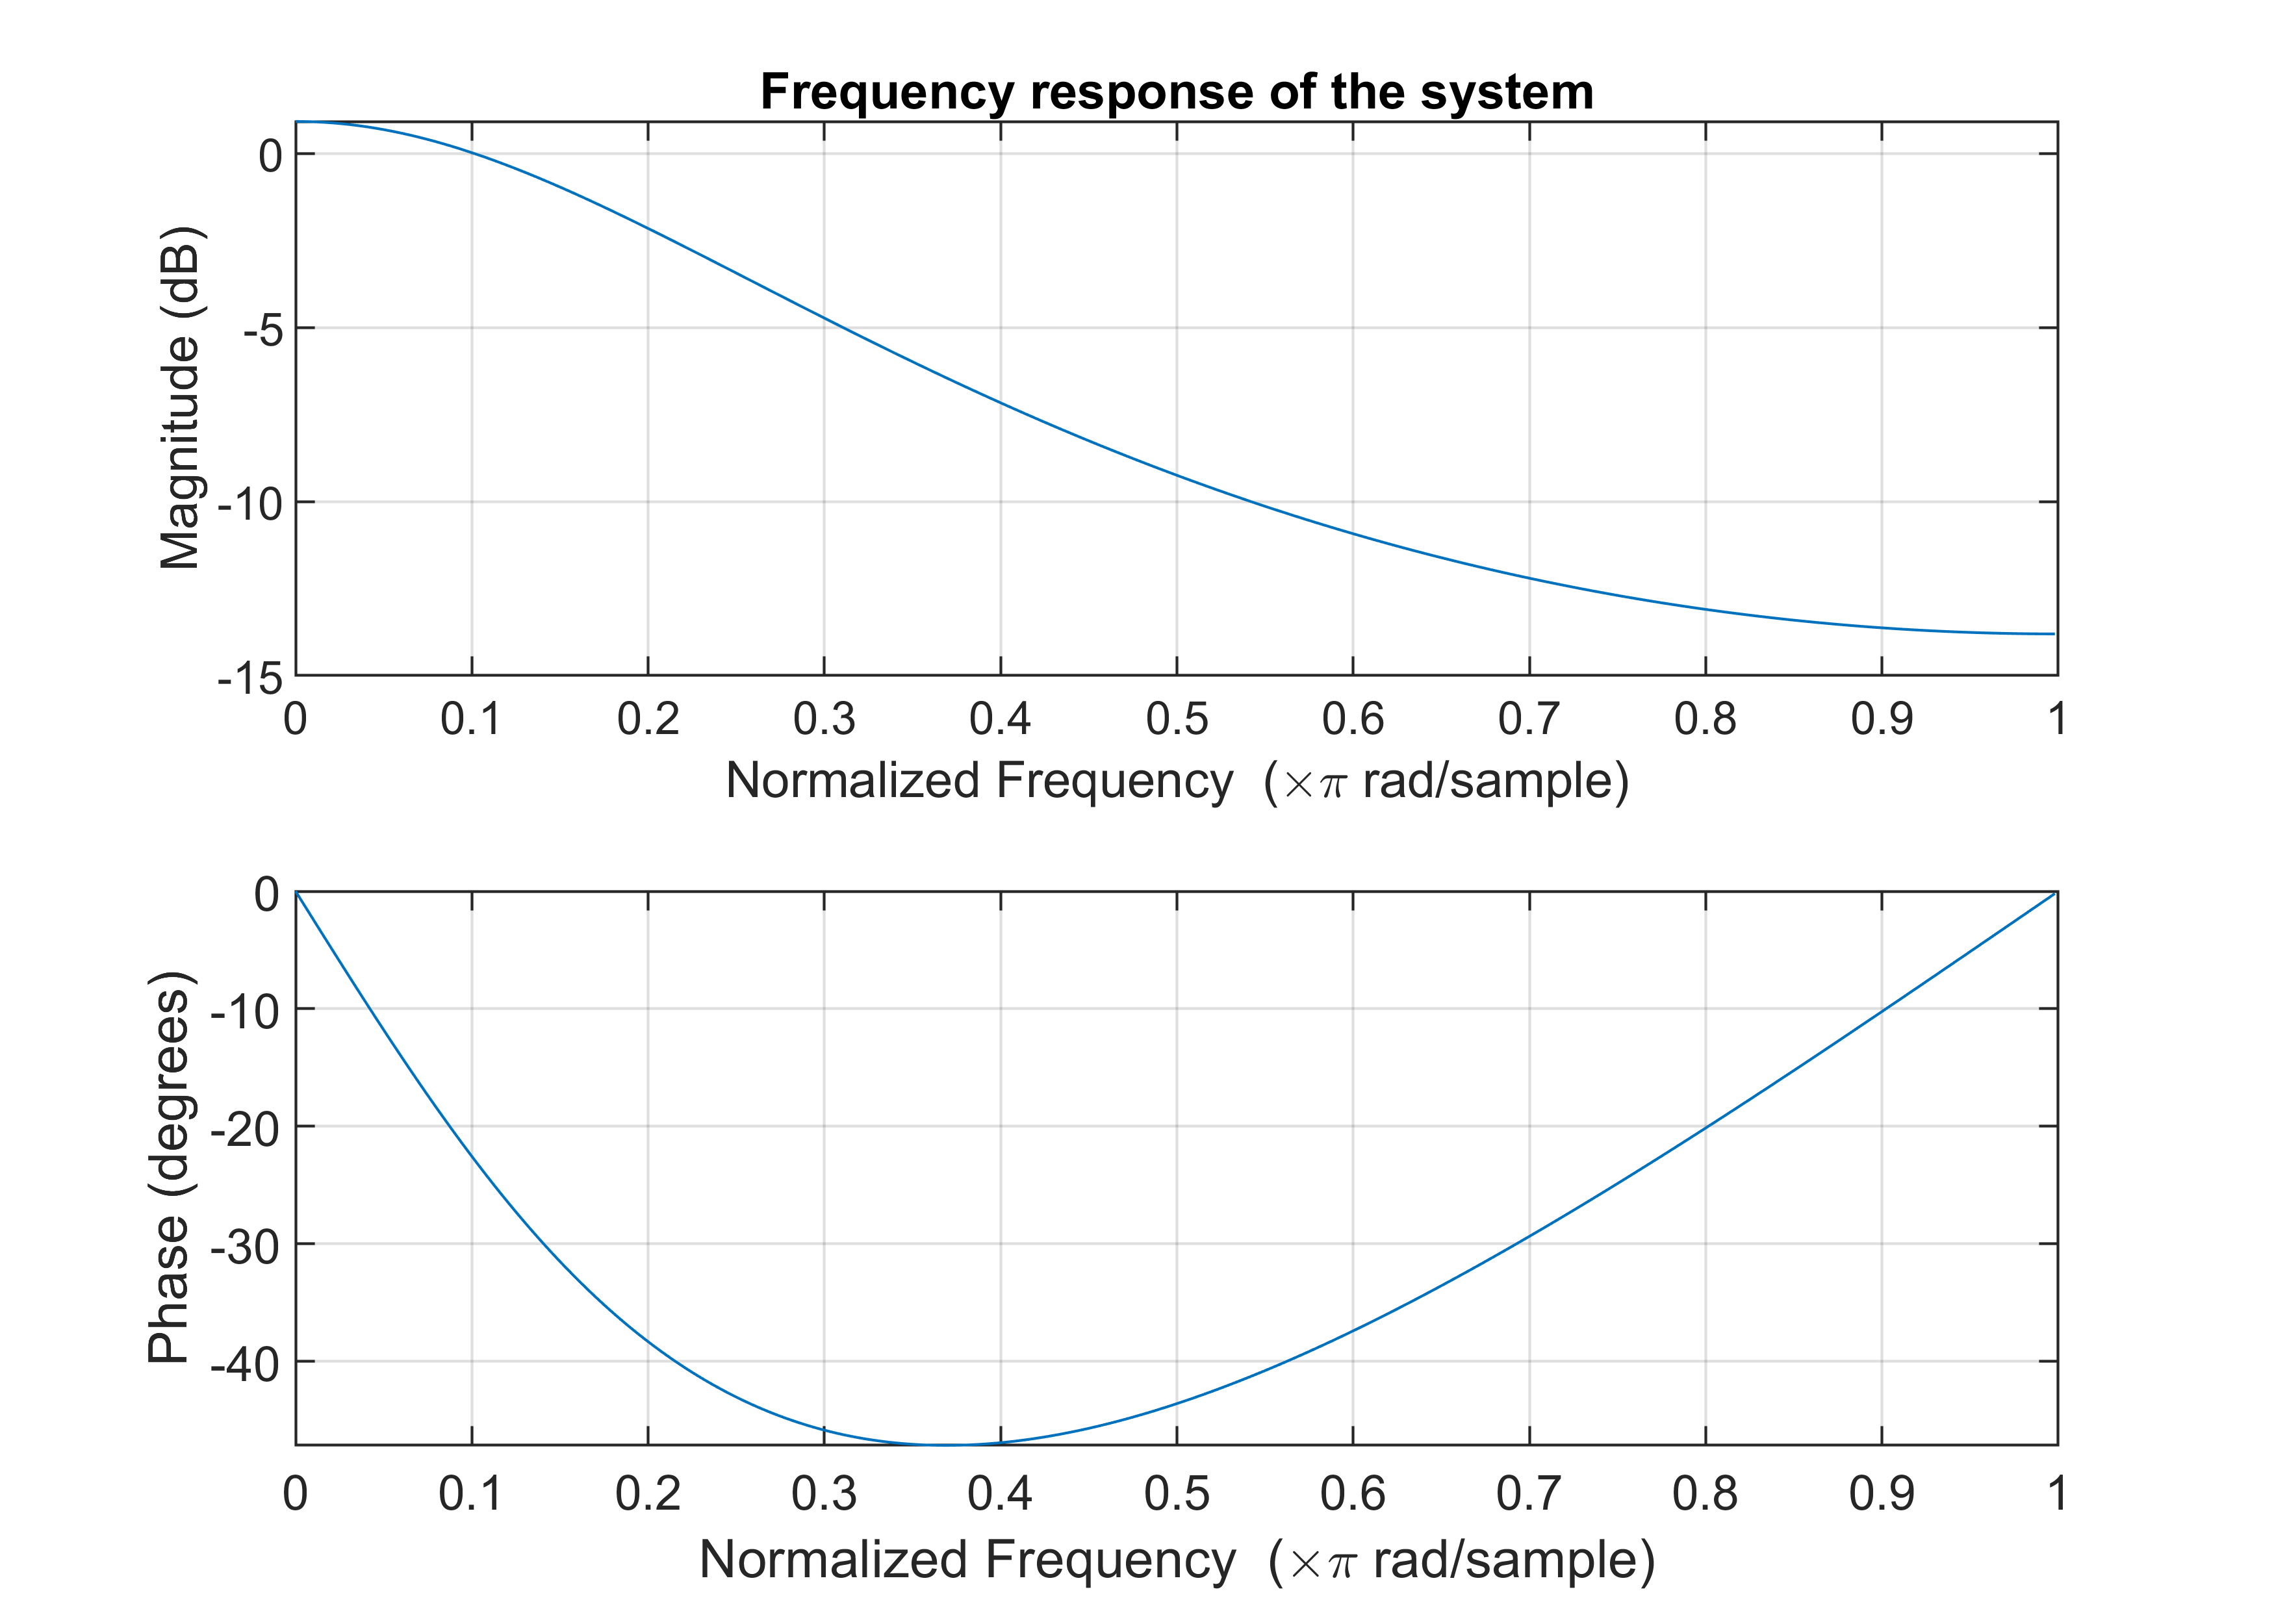 Frequency response of the system
Magnitude (dB)
0
-5
-10
-15
0 0.1 0.2 0.3 0.4 0.5 0.6 0.7 0.8 0.9 1
Normalized Frequency (×π rad/sample)
Phase (degrees)
0
-10
-20
-30
-40
0 0.1 0.2 0.3 0.4 0.5 0.6 0.7 0.8 0.9 1
Normalized Frequency (×π rad/sample)